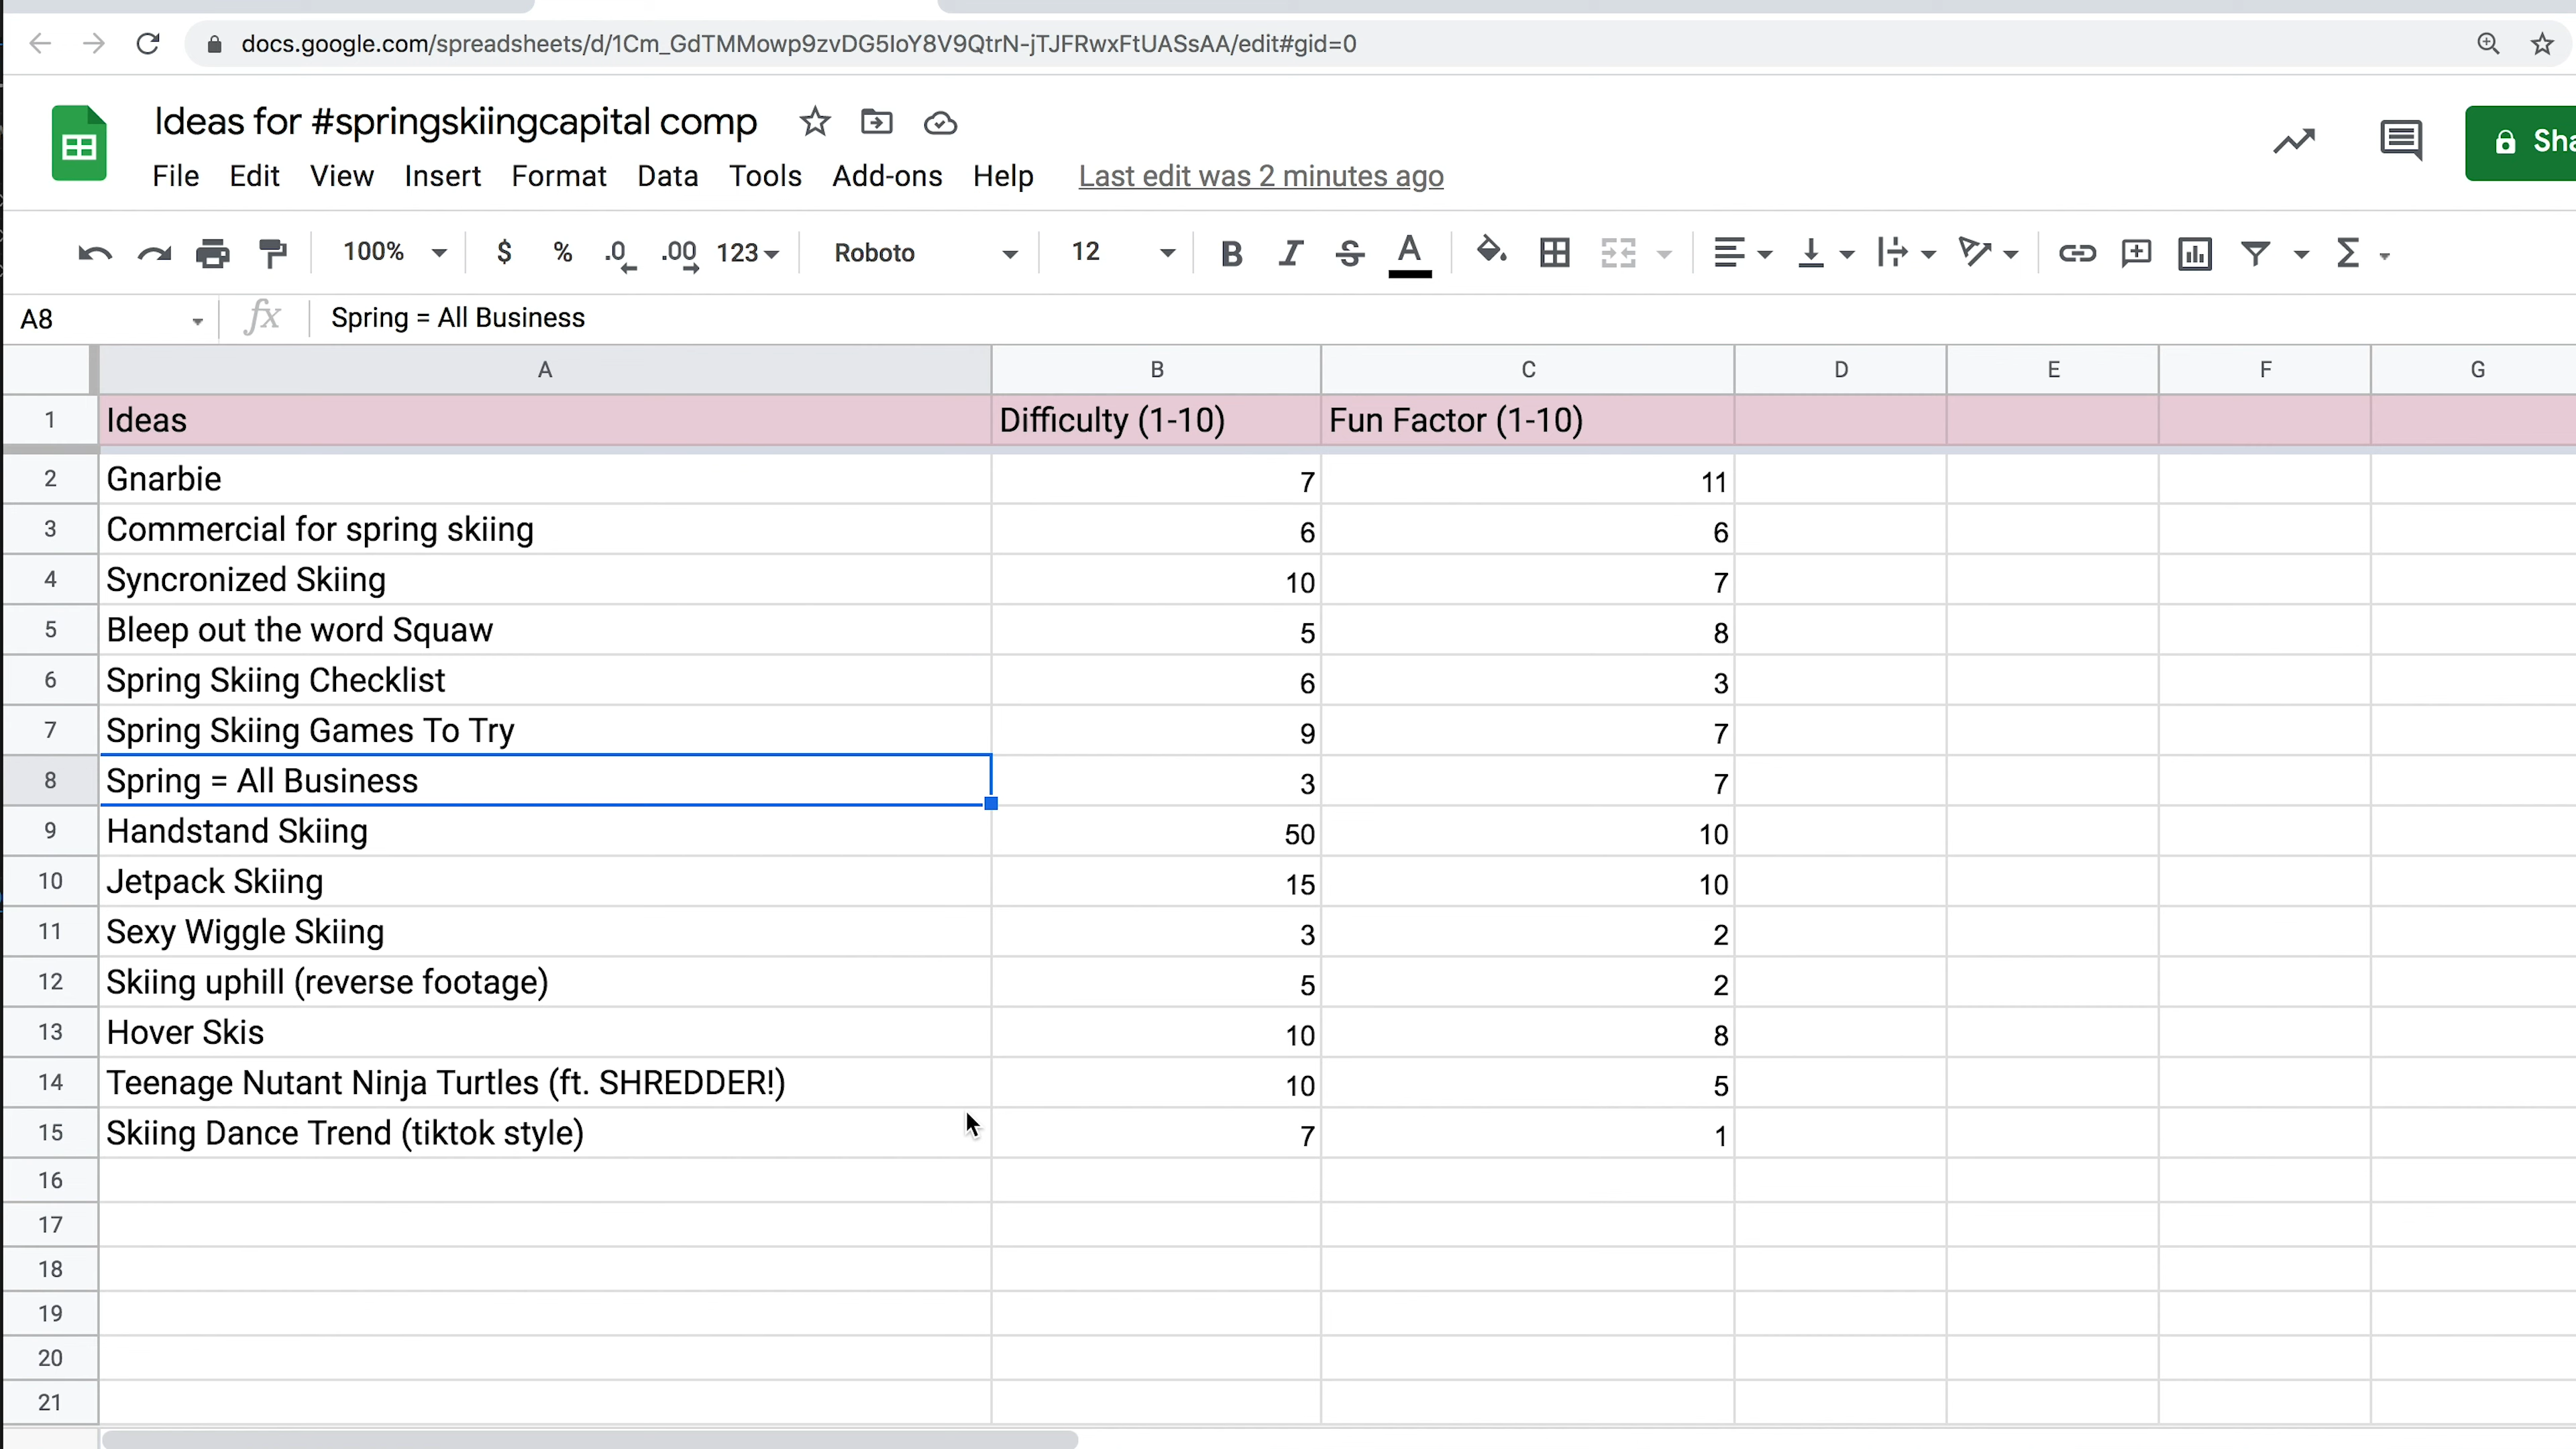 docs.google.com/spreadsheets/d/1Cm_GdTMMowp9zvDG5IoY8V9QtrN-jTJFRwxFtUASsAA/edit#gid=0
Ideas for #springskiingcapital comp
Sha
File Edit View Insert Format Data Tools Add-ons Help Last edit was 2 minutes ago
100% $ % .0 .00 123 Roboto 12 B I S A
A8 fx Spring = All Business
A B C D E F G
1 Ideas Difficulty (1-10) Fun Factor (1-10)
2 Gnarbie 7 11
3 Commercial for spring skiing 6 6
4 Syncronized Skiing 10 7
5 Bleep out the word Squaw 5 8
6 Spring Skiing Checklist 6 3
7 Spring Skiing Games To Try 9 7
8 Spring = All Business 3 7
9 Handstand Skiing 50 10
10 Jetpack Skiing 15 10
11 Sexy Wiggle Skiing 3 2
12 Skiing uphill (reverse footage) 5 2
13 Hover Skis 10 8
14 Teenage Nutant Ninja Turtles (ft. SHREDDER!) 10 5
15 Skiing Dance Trend (tiktok style) 7 1
16
17
18
19
20
21